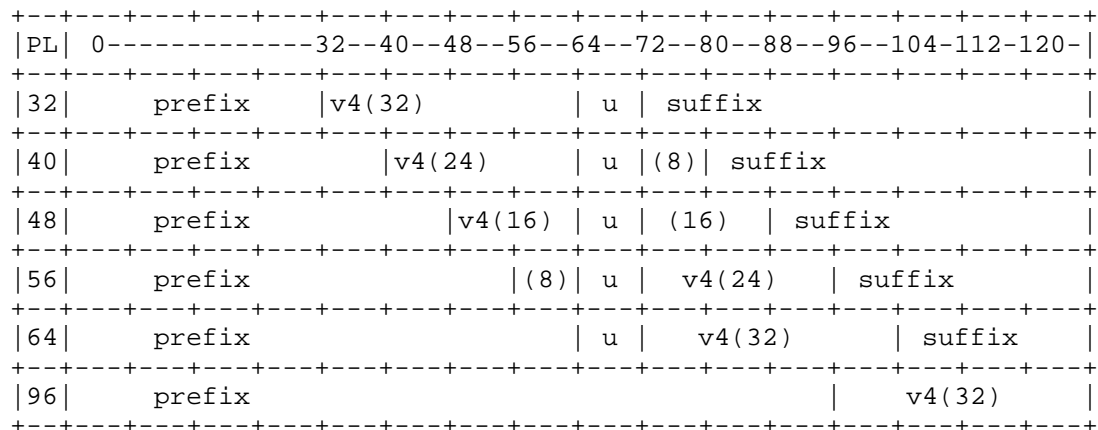 +--+---+---+---+---+---+---+---+---+---+---+---+---+---+---+---+---+
|PL| 0-------------32--40--48--56--64--72--80--88--96--104-112-120-|
+--+---+---+---+---+---+---+---+---+---+---+---+---+---+---+---+---+
|32|     prefix    |v4(32)         | u | suffix                    |
+--+---+---+---+---+---+---+---+---+---+---+---+---+---+---+---+---+
|40|     prefix        |v4(24)     | u |(8)| suffix                |
+--+---+---+---+---+---+---+---+---+---+---+---+---+---+---+---+---+
|48|     prefix            |v4(16) | u | (16)  | suffix            |
+--+---+---+---+---+---+---+---+---+---+---+---+---+---+---+---+---+
|56|     prefix                |(8)| u |  v4(24)   | suffix        |
+--+---+---+---+---+---+---+---+---+---+---+---+---+---+---+---+---+
|64|     prefix                    | u |   v4(32)      | suffix    |
+--+---+---+---+---+---+---+---+---+---+---+---+---+---+---+---+---+
|96|     prefix                                    |    v4(32)     |
+--+---+---+---+---+---+---+---+---+---+---+---+---+---+---+---+---+